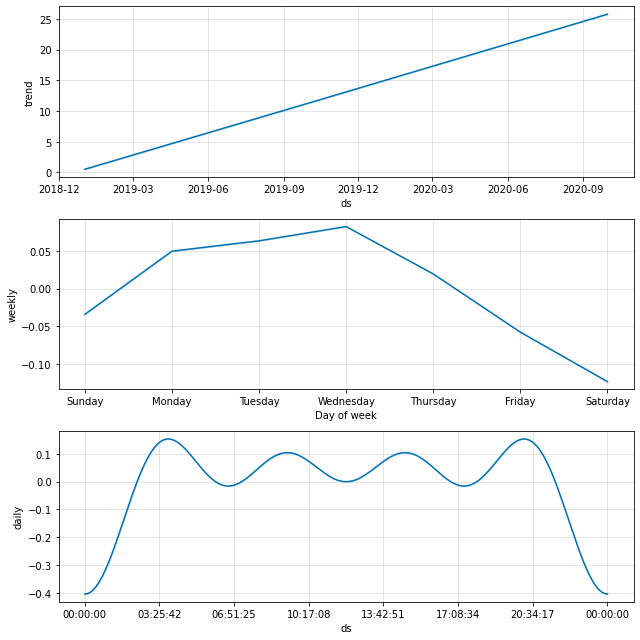 25
20
trend
15
10
5
0
2018-12 2019-03 2019-06 2019-09 2019-12 2020-03 2020-06 2020-09
ds
0.05
0.00
weekly
−0.05
−0.10
Sunday Monday Tuesday Wednesday Thursday Friday Saturday
Day of week
0.1
0.0
−0.1
daily
−0.2
−0.3
−0.4
00:00:00 03:25:42 06:51:25 10:17:08 13:42:51 17:08:34 20:34:17 00:00:00
ds